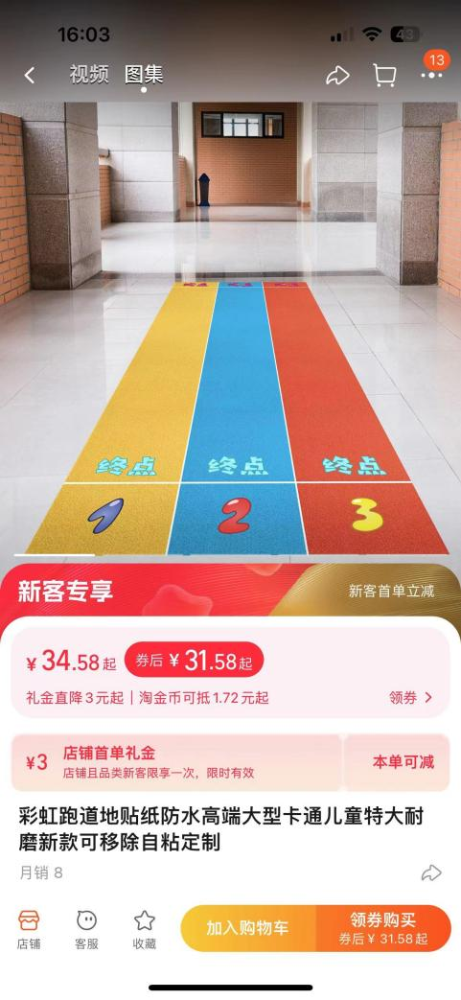 16:03
43
视频 图集
13
终点 终点 终点
1 2 3
新客专享
新客首单立减
¥34.58起 券后¥31.58起
礼金直降3元起｜淘金币可抵1.72元起 领券
¥3 店铺首单礼金
店铺且品类新客限享一次，限时有效
本单可减
彩虹跑道地贴纸防水高端大型卡通儿童特大耐
磨新款可移除自粘定制
月销 8
店铺 客服 收藏
加入购物车
领券购买
券后¥31.58起